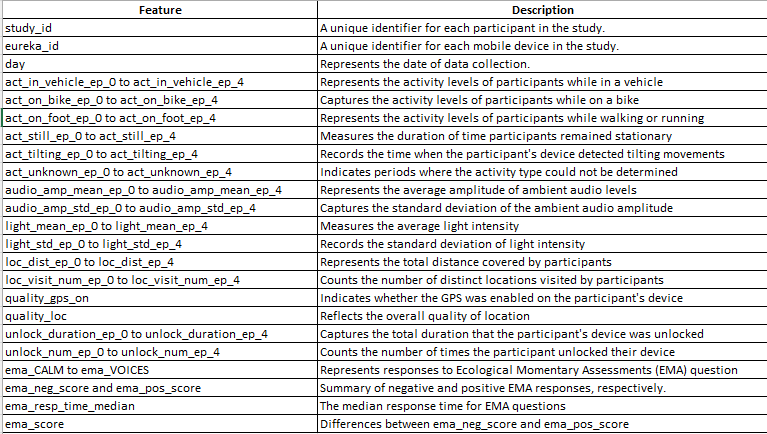 Feature Description
study_id A unique identifier for each participant in the study.
eureka_id A unique identifier for each mobile device in the study.
day Represents the date of data collection.
act_in_vehicle_ep_0 to act_in_vehicle_ep_4 Represents the activity levels of participants while in a vehicle
act_on_bike_ep_0 to act_on_bike_ep_4 Captures the activity levels of participants while on a bike
act_on_foot_ep_0 to act_on_foot_ep_4 Represents the activity levels of participants while walking or running
act_still_ep_0 to act_still_ep_4 Measures the duration of time participants remained stationary
act_tilting_ep_0 to act_tilting_ep_4 Records the time when the participant's device detected tilting movements
act_unknown_ep_0 to act_unknown_ep_4 Indicates periods where the activity type could not be determined
audio_amp_mean_ep_0 to audio_amp_mean_ep_4 Represents the average amplitude of ambient audio levels
audio_amp_std_ep_0 to audio_amp_std_ep_4 Captures the standard deviation of the ambient audio amplitude
light_mean_ep_0 to light_mean_ep_4 Measures the average light intensity
light_std_ep_0 to light_std_ep_4 Records the standard deviation of light intensity
loc_dist_ep_0 to loc_dist_ep_4 Represents the total distance covered by participants
loc_visit_num_ep_0 to loc_visit_num_ep_4 Counts the number of distinct locations visited by participants
quality_gps_on Indicates whether the GPS was enabled on the participant's device
quality_loc Reflects the overall quality of location
unlock_duration_ep_0 to unlock_duration_ep_4 Captures the total duration that the participant's device was unlocked
unlock_num_ep_0 to unlock_num_ep_4 Counts the number of times the participant unlocked their device
ema_CALM to ema_VOICES Represents responses to Ecological Momentary Assessments (EMA) question
ema_neg_score and ema_pos_score Summary of negative and positive EMA responses, respectively.
ema_resp_time_median The median response time for EMA questions
ema_score Differences between ema_neg_score and ema_pos_score